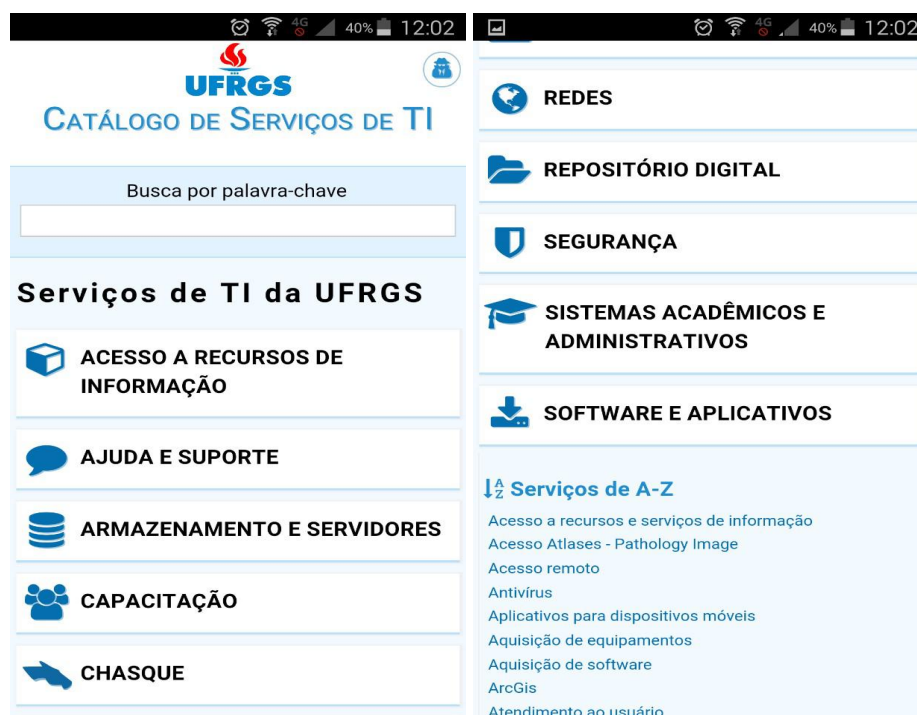 4G 40% 12:02
UFRGS
CATÁLOGO DE SERVIÇOS DE TI
Busca por palavra-chave
Serviços de TI da UFRGS
ACESSO A RECURSOS DE
INFORMAÇÃO
AJUDA E SUPORTE
ARMAZENAMENTO E SERVIDORES
CAPACITAÇÃO
CHASQUE
4G 40% 12:02
REDES
REPOSITÓRIO DIGITAL
SEGURANÇA
SISTEMAS ACADÊMICOS E
ADMINISTRATIVOS
SOFTWARE E APLICATIVOS
A Z Serviços de A-Z
Acesso a recursos e serviços de informação
Acesso Atlases - Pathology Image
Acesso remoto
Antivírus
Aplicativos para dispositivos móveis
Aquisição de equipamentos
Aquisição de software
ArcGis
Atendimento ao usuário